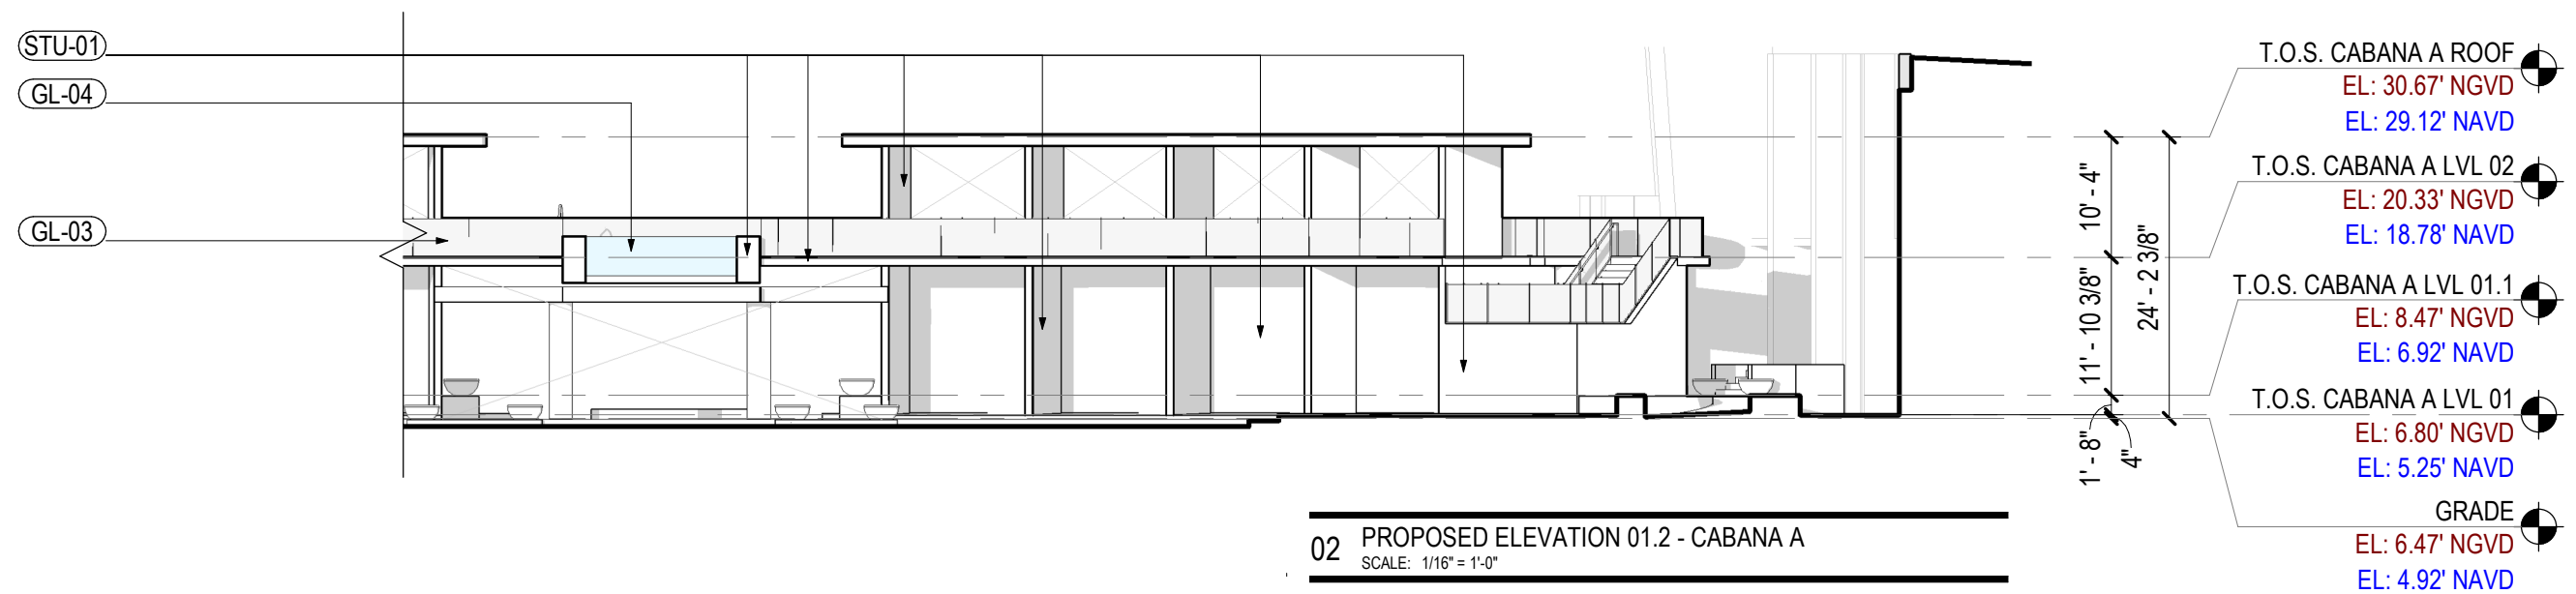 STU-01
GL-04
GL-03
T.O.S. CABANA A ROOF
EL: 30.67' NGVD
EL: 29.12' NAVD
T.O.S. CABANA A LVL 02
EL: 20.33' NGVD
EL: 18.78' NAVD
T.O.S. CABANA A LVL 01.1
EL: 8.47' NGVD
EL: 6.92' NAVD
T.O.S. CABANA A LVL 01
EL: 6.80' NGVD
EL: 5.25' NAVD
GRADE
EL: 6.47' NGVD
EL: 4.92' NAVD
10' - 4"
11' - 10 3/8"
24' - 2 3/8"
1' - 8"
4"
02 PROPOSED ELEVATION 01.2 - CABANA A
SCALE: 1/16" = 1'-0"